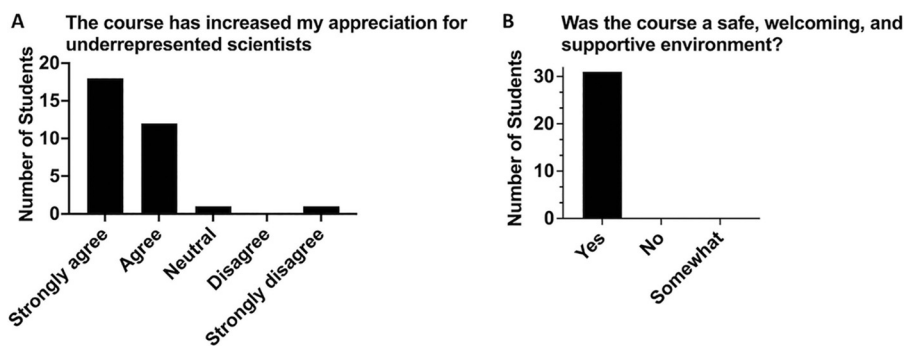 A
The course has increased my appreciation for
underrepresented scientists
Number of Students
20
15
10
5
0
Strongly agree
Agree
Neutral
Disagree
Strongly disagree
B
Was the course a safe, welcoming, and
supportive environment?
Number of Students
30
20
10
0
Yes
No
Somewhat